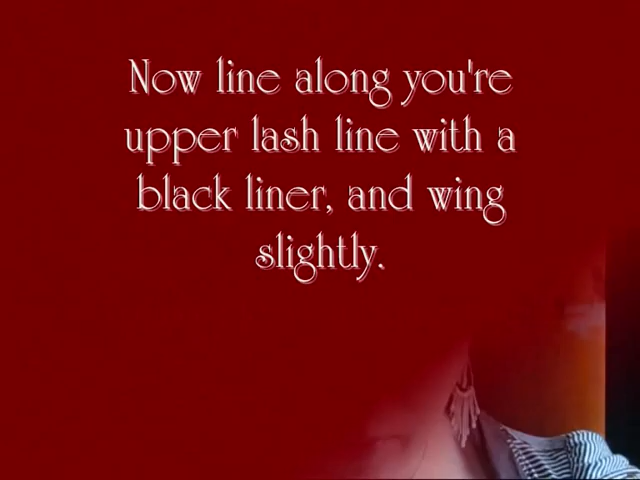 Now line along you're
upper lash line with a
black liner, and wing
slightly.